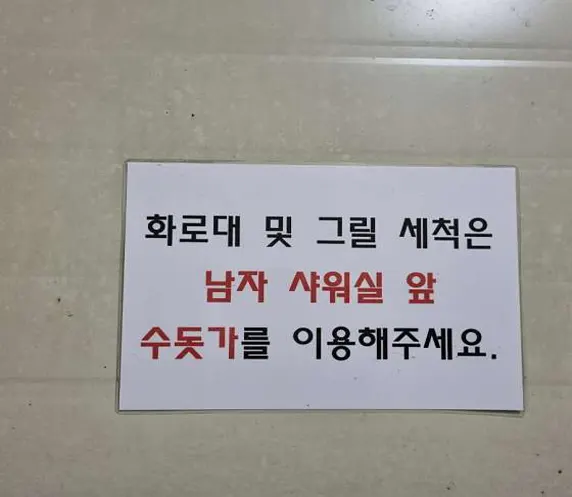 화로대 및 그릴 세척은
남자 샤워실 앞
수돗가를 이용해주세요.